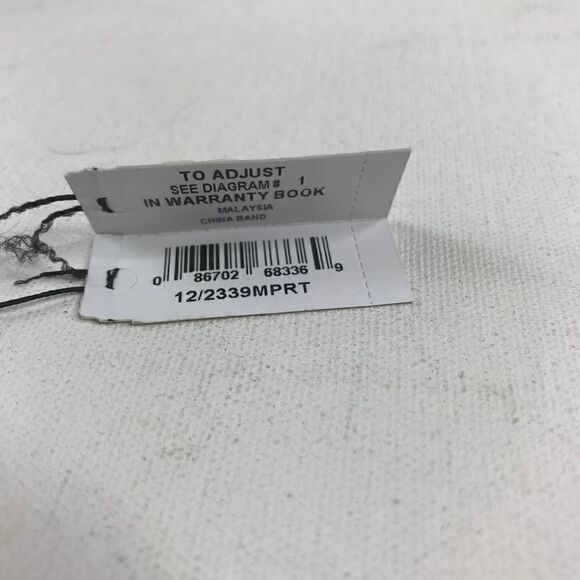 TO ADJUST
SEE DIAGRAM# 1
IN WARRANTY BOOK
MALAYSIA
CHINA BAND
0 86702 68336 9
12/2339MPRT